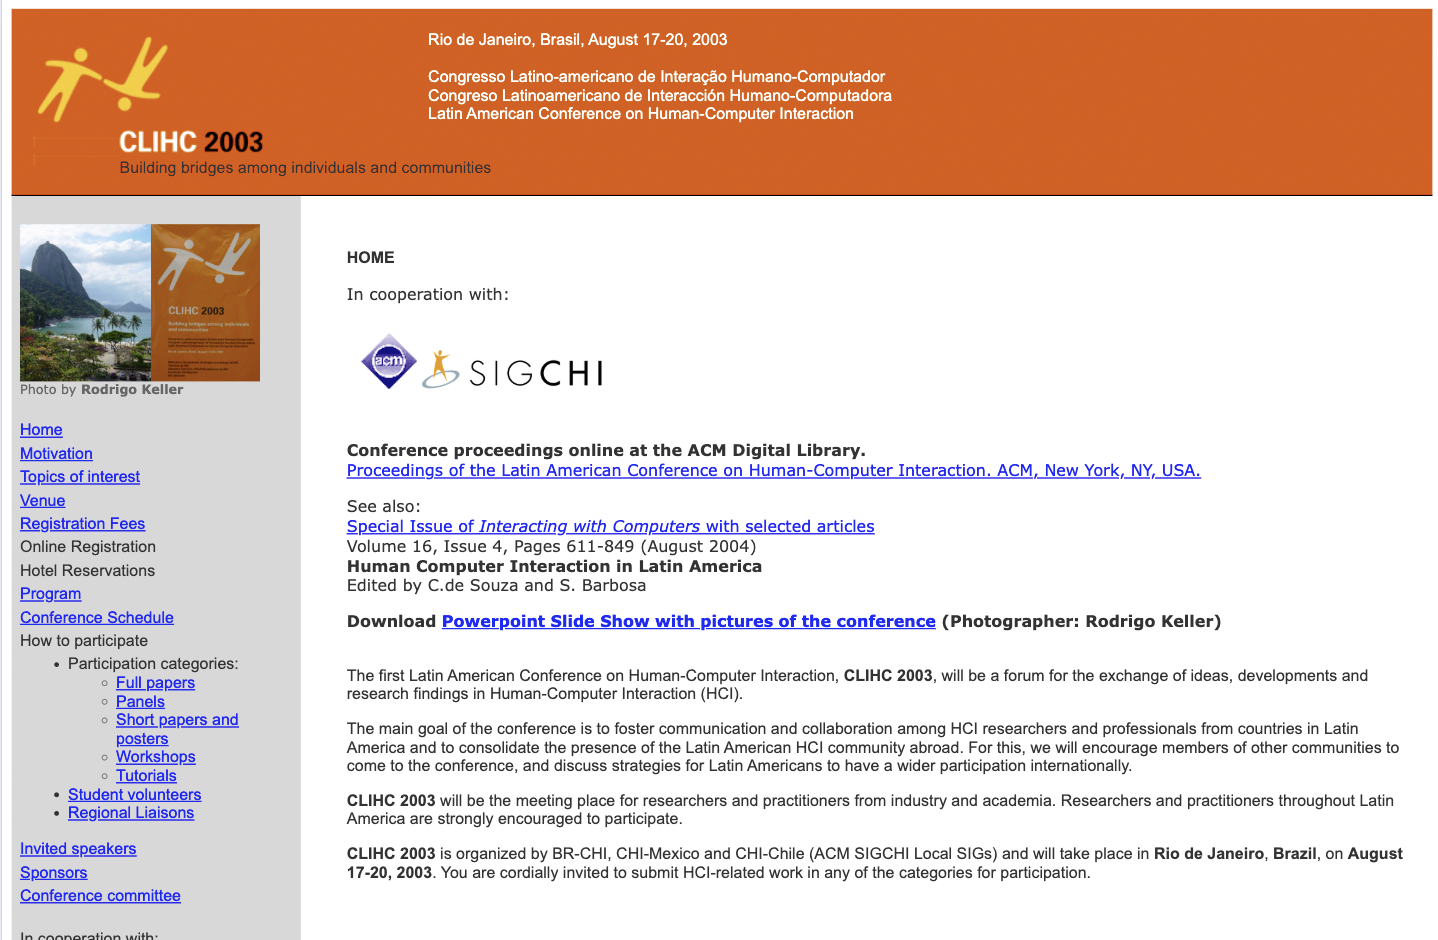 Rio de Janeiro, Brasil, August 17-20, 2003
Congresso Latino-americano de Interação Humano-Computador
Congreso Latinoamericano de Interacción Humano-Computadora
Latin American Conference on Human-Computer Interaction
CLIHC 2003
Building bridges among individuals and communities
CLIHC 2003
Building bridges among individuals
and communities
Photo by Rodrigo Keller
Home
Motivation
Topics of interest
Venue
Registration Fees
Online Registration
Hotel Reservations
Program
Conference Schedule
How to participate
Participation categories:
Full papers
Panels
Short papers and
posters
Workshops
Tutorials
Student volunteers
Regional Liaisons
Invited speakers
Sponsors
Conference committee
In cooperation with:
HOME
In cooperation with:
acm
SIGCHI
Conference proceedings online at the ACM Digital Library.
Proceedings of the Latin American Conference on Human-Computer Interaction. ACM, New York, NY, USA.
See also:
Special Issue of Interacting with Computers with selected articles
Volume 16, Issue 4, Pages 611-849 (August 2004)
Human Computer Interaction in Latin America
Edited by C.de Souza and S. Barbosa
Download Powerpoint Slide Show with pictures of the conference (Photographer: Rodrigo Keller)
The first Latin American Conference on Human-Computer Interaction, CLIHC 2003, will be a forum for the exchange of ideas, developments and
research findings in Human-Computer Interaction (HCI).
The main goal of the conference is to foster communication and collaboration among HCI researchers and professionals from countries in Latin
America and to consolidate the presence of the Latin American HCI community abroad. For this, we will encourage members of other communities to
come to the conference, and discuss strategies for Latin Americans to have a wider participation internationally.
CLIHC 2003 will be the meeting place for researchers and practitioners from industry and academia. Researchers and practitioners throughout Latin
America are strongly encouraged to participate.
CLIHC 2003 is organized by BR-CHI, CHI-Mexico and CHI-Chile (ACM SIGCHI Local SIGs) and will take place in Rio de Janeiro, Brazil, on August
17-20, 2003. You are cordially invited to submit HCI-related work in any of the categories for participation.